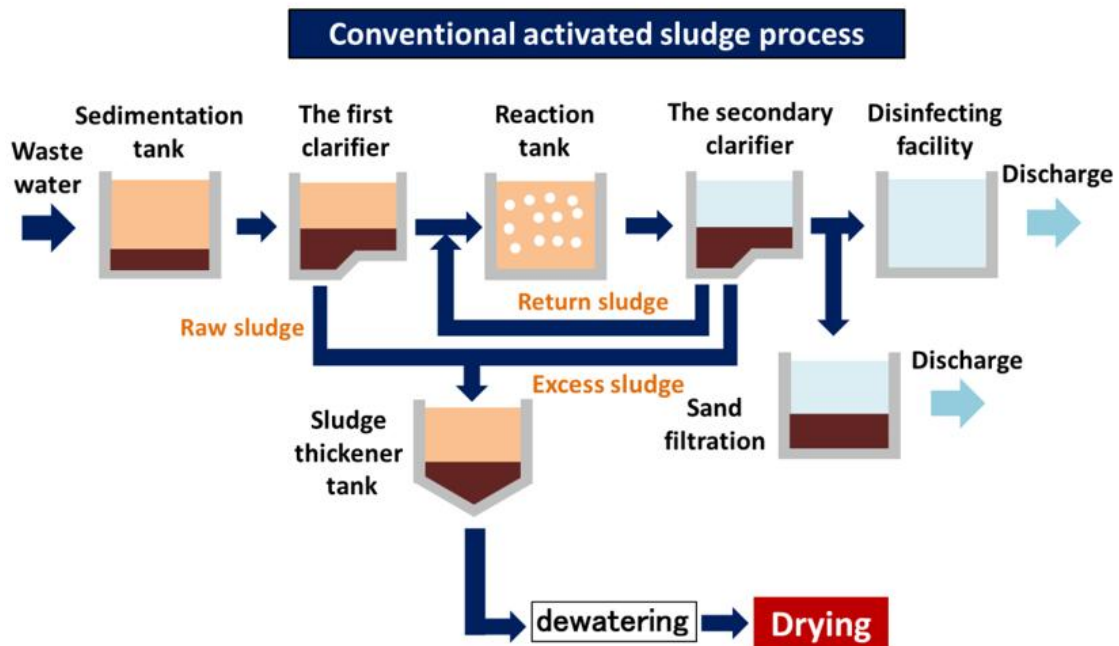 Conventional activated sludge process
Sedimentation
tank
The first
clarifier
Reaction
tank
The secondary
clarifier
Disinfecting
facility
Waste
water
Discharge
Raw sludge
Return sludge
Excess sludge
Discharge
Sludge
thickener
tank
Sand
filtration
dewatering
Drying